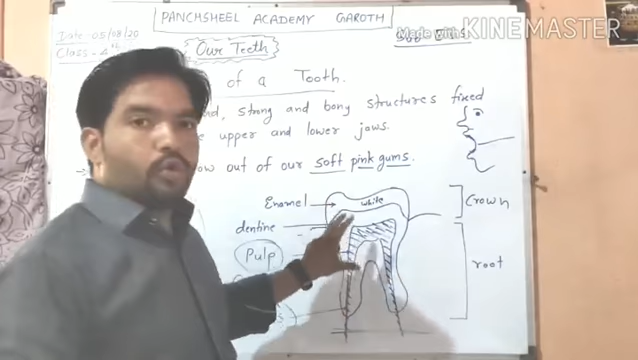 PANCHSHEEL ACADEMY GAROTH
Date - 05/08/20
Made with KINEMASTER
Class - 4th
Our Teeth
of a Tooth.
strong and bony structures fixed
upper and lower jaws.
out of our soft pink gums.
Enamel
white
Crown
dentine
Pulp
root